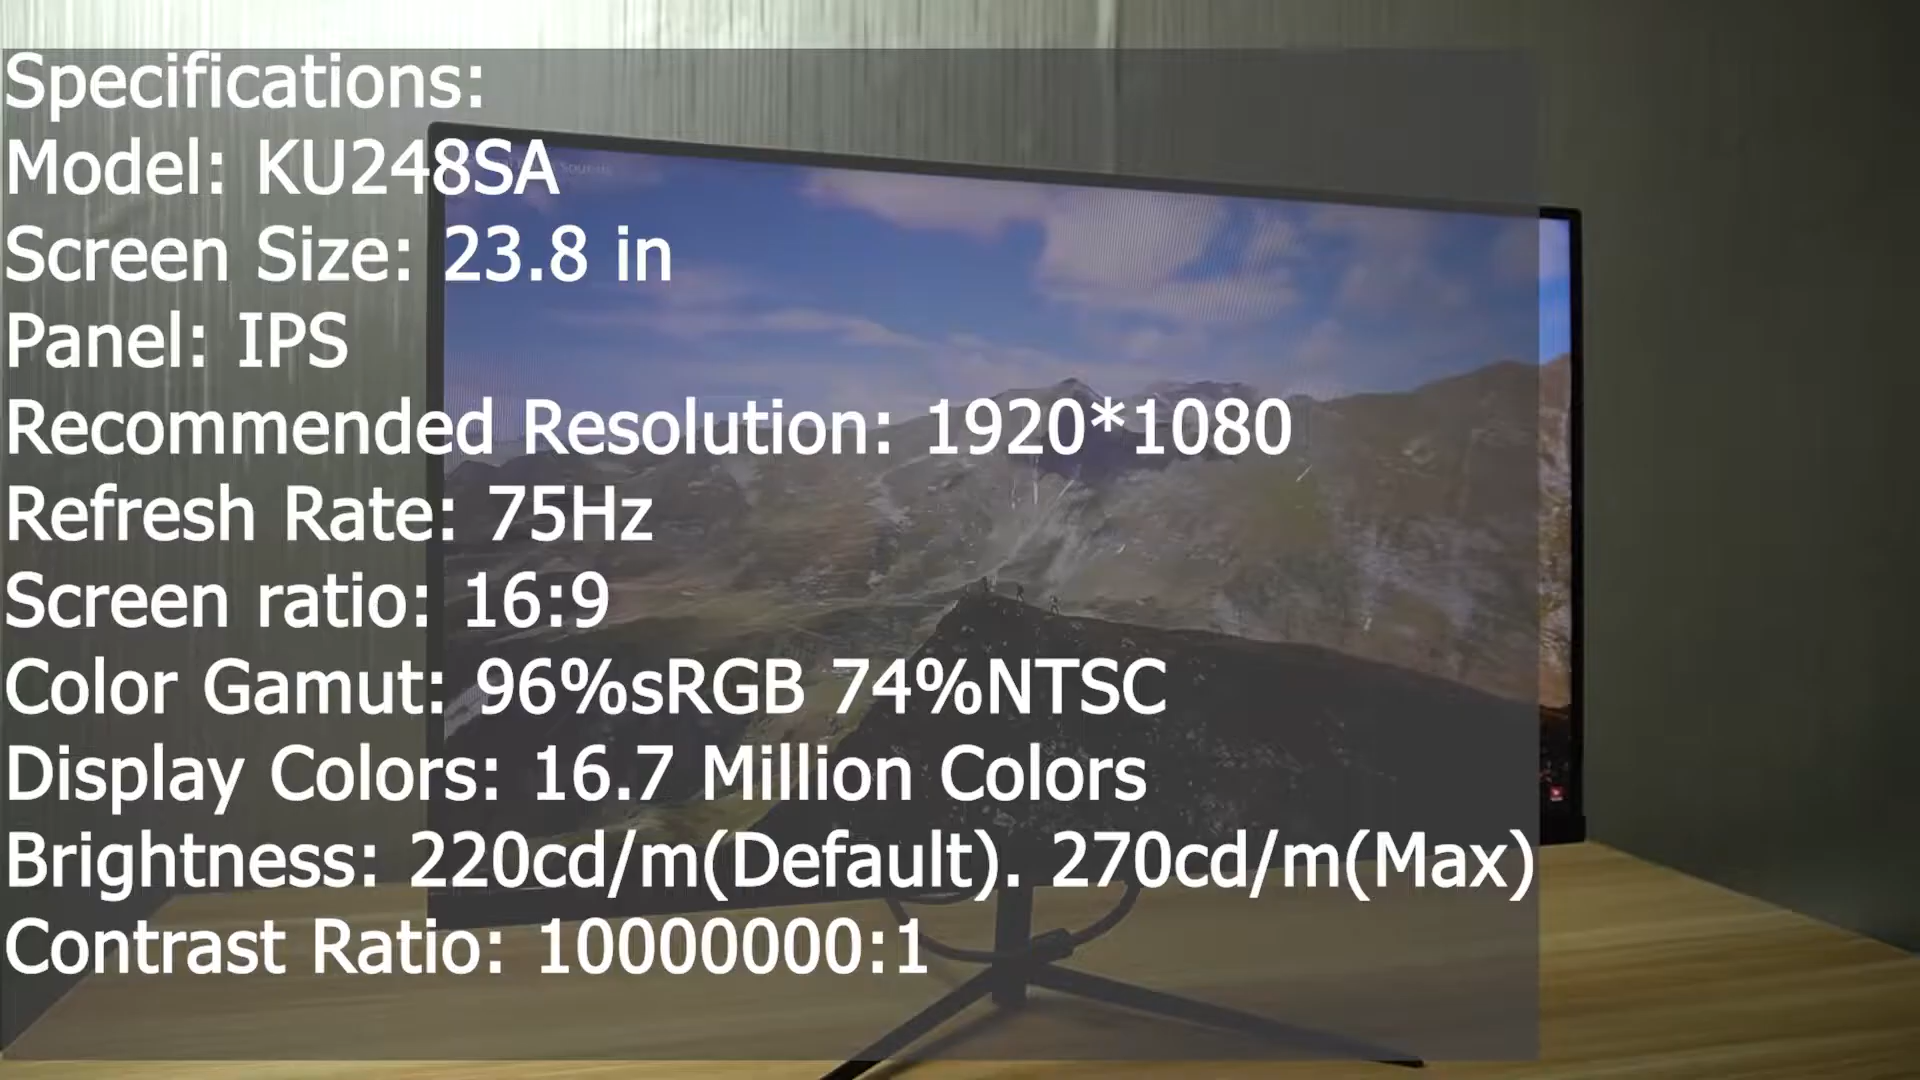 Specifications:
Model: KU248SA
Screen Size: 23.8 in
Panel: IPS
Recommended Resolution: 1920*1080
Refresh Rate: 75Hz
Screen ratio: 16:9
Color Gamut: 96%sRGB 74%NTSC
Display Colors: 16.7 Million Colors
Brightness: 220cd/m(Default). 270cd/m(Max)
Contrast Ratio: 10000000:1